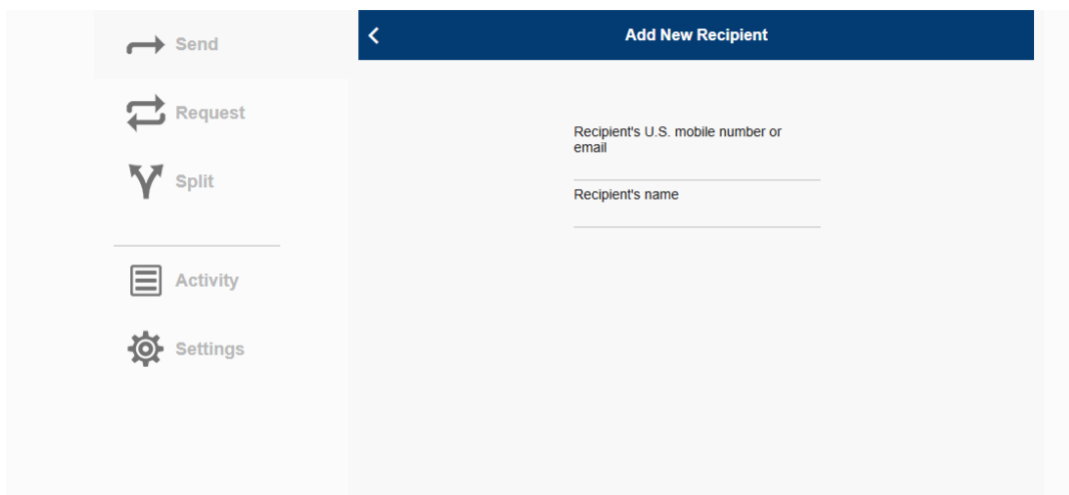 Send
Request
Split
Activity
Settings
Add New Recipient
Recipient's U.S. mobile number or
email
Recipient's name